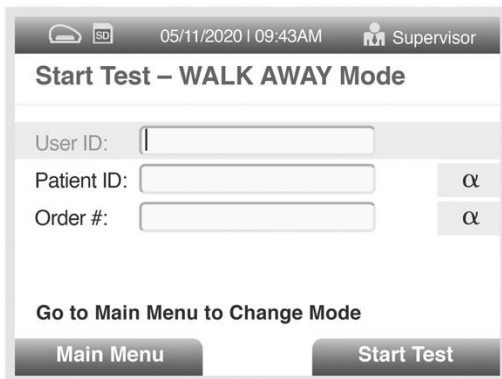 SD 05/11/2020 | 09:43AM Supervisor
Start Test – WALK AWAY Mode
User ID:
Patient ID: α
Order #: α
Go to Main Menu to Change Mode
Main Menu Start Test